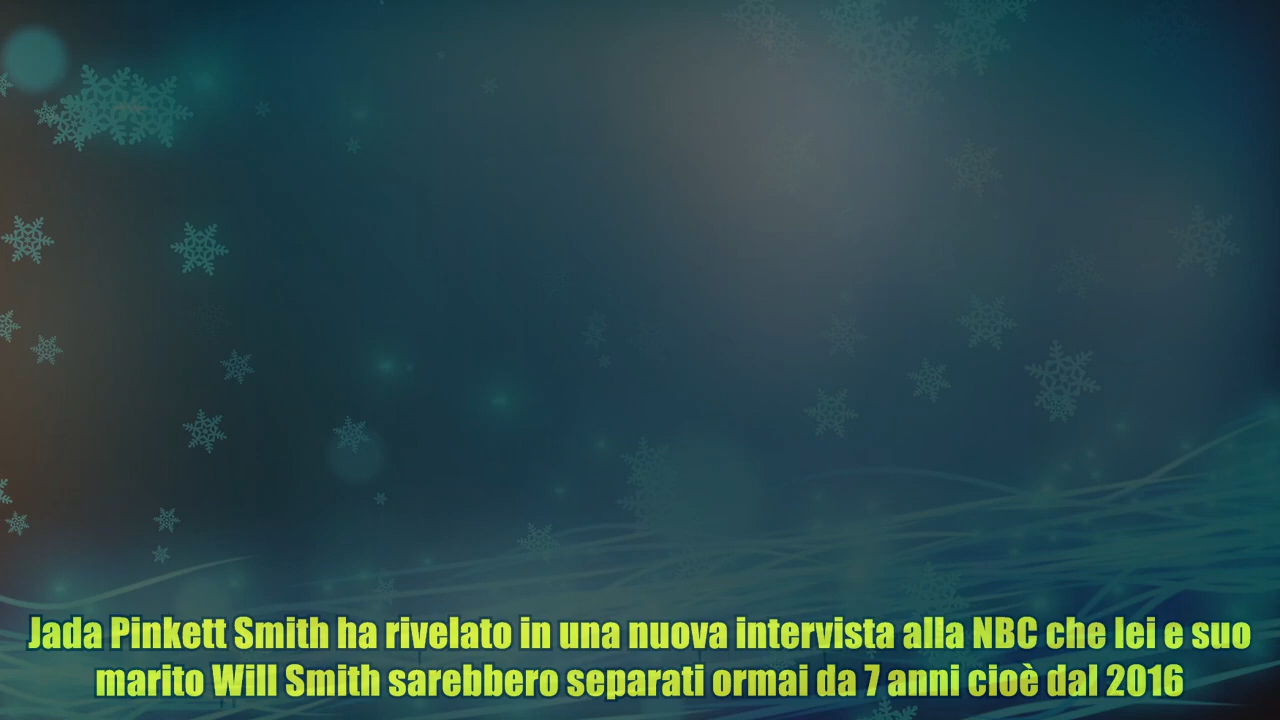 Jada Pinkett Smith ha rivelato in una nuova intervista alla NBC che lei e suo
marito Will Smith sarebbero separati ormai da 7 anni cioè dal 2016